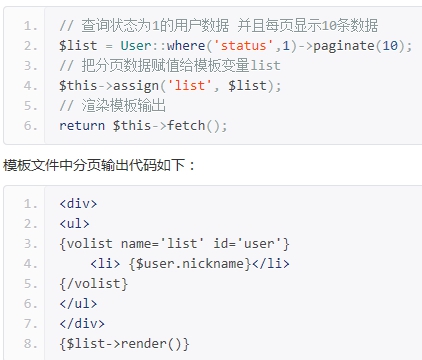 1. // 查询状态为1的用户数据 并且每页显示10条数据
2. $list = User::where('status',1)->paginate(10);
3. // 把分页数据赋值给模板变量list
4. $this->assign('list', $list);
5. // 渲染模板输出
6. return $this->fetch();
模板文件中分页输出代码如下：
1. <div>
2. <ul>
3. {volist name='list' id='user'}
4.     <li> {$user.nickname}</li>
5. {/volist}
6. </ul>
7. </div>
8. {$list->render()}